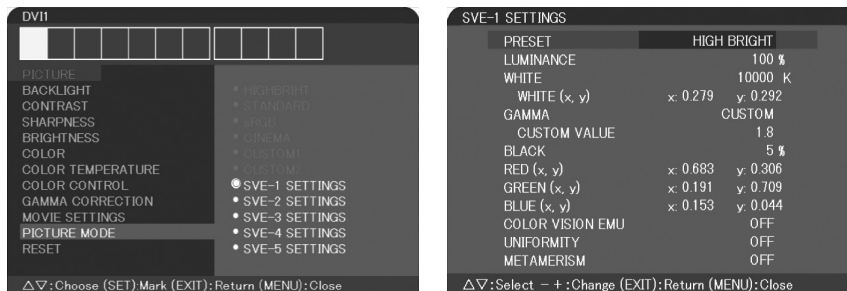 DVI1
PICTURE
BACKLIGHT
CONTRAST
SHARPNESS
BRIGHTNESS
COLOR
COLOR TEMPERATURE
COLOR CONTROL
GAMMA CORRECTION
MOVIE SETTINGS
PICTURE MODE
RESET
• HIGHBRIHT
• STANDARD
• sRGB
• CINEMA
• CUSTOM1
• CUSTOM2
SVE-1 SETTINGS
• SVE-2 SETTINGS
• SVE-3 SETTINGS
• SVE-4 SETTINGS
• SVE-5 SETTINGS
△▽:Choose (SET):Mark (EXIT):Return (MENU):Close
SVE-1 SETTINGS
PRESET HIGH BRIGHT
LUMINANCE 100 %
WHITE 10000 K
WHITE (x, y) x: 0.279 y: 0.292
GAMMA CUSTOM
CUSTOM VALUE 1.8
BLACK 5 %
RED (x, y) x: 0.683 y: 0.306
GREEN (x, y) x: 0.191 y: 0.709
BLUE (x, y) x: 0.153 y: 0.044
COLOR VISION EMU OFF
UNIFORMITY OFF
METAMERISM OFF
△▽:Select －＋:Change (EXIT):Return (MENU):Close